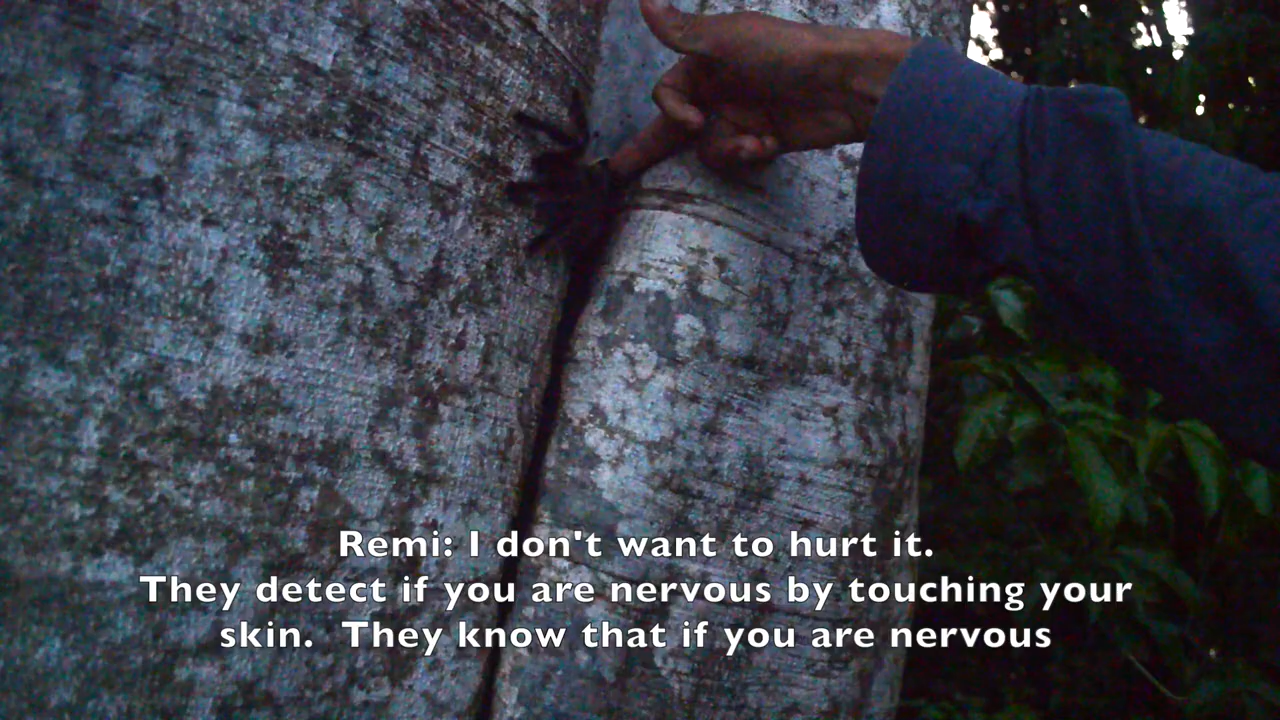 Remi: I don't want to hurt it.
They detect if you are nervous by touching your
skin.  They know that if you are nervous